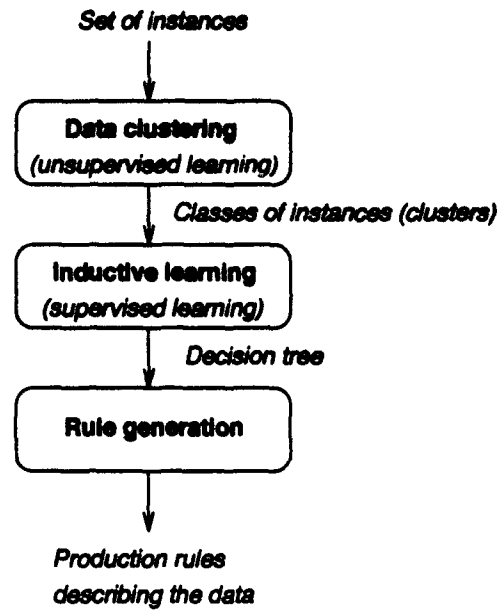 Set of instances
Data clustering
(unsupervised learning)
Classes of instances (clusters)
Inductive learning
(supervised learning)
Decision tree
Rule generation
Production rules
describing the data